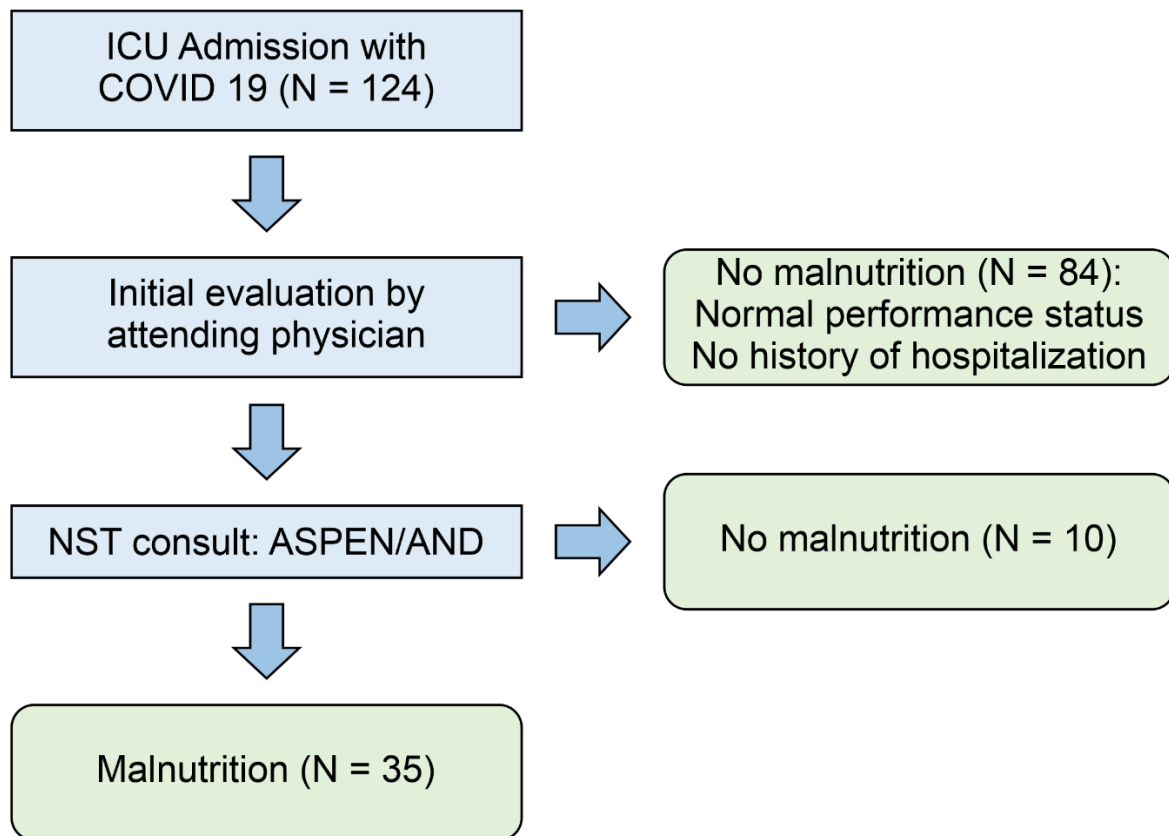 ICU Admission with
COVID 19 (N = 124)
Initial evaluation by
attending physician
No malnutrition (N = 84):
Normal performance status
No history of hospitalization
NST consult: ASPEN/AND
No malnutrition (N = 10)
Malnutrition (N = 35)